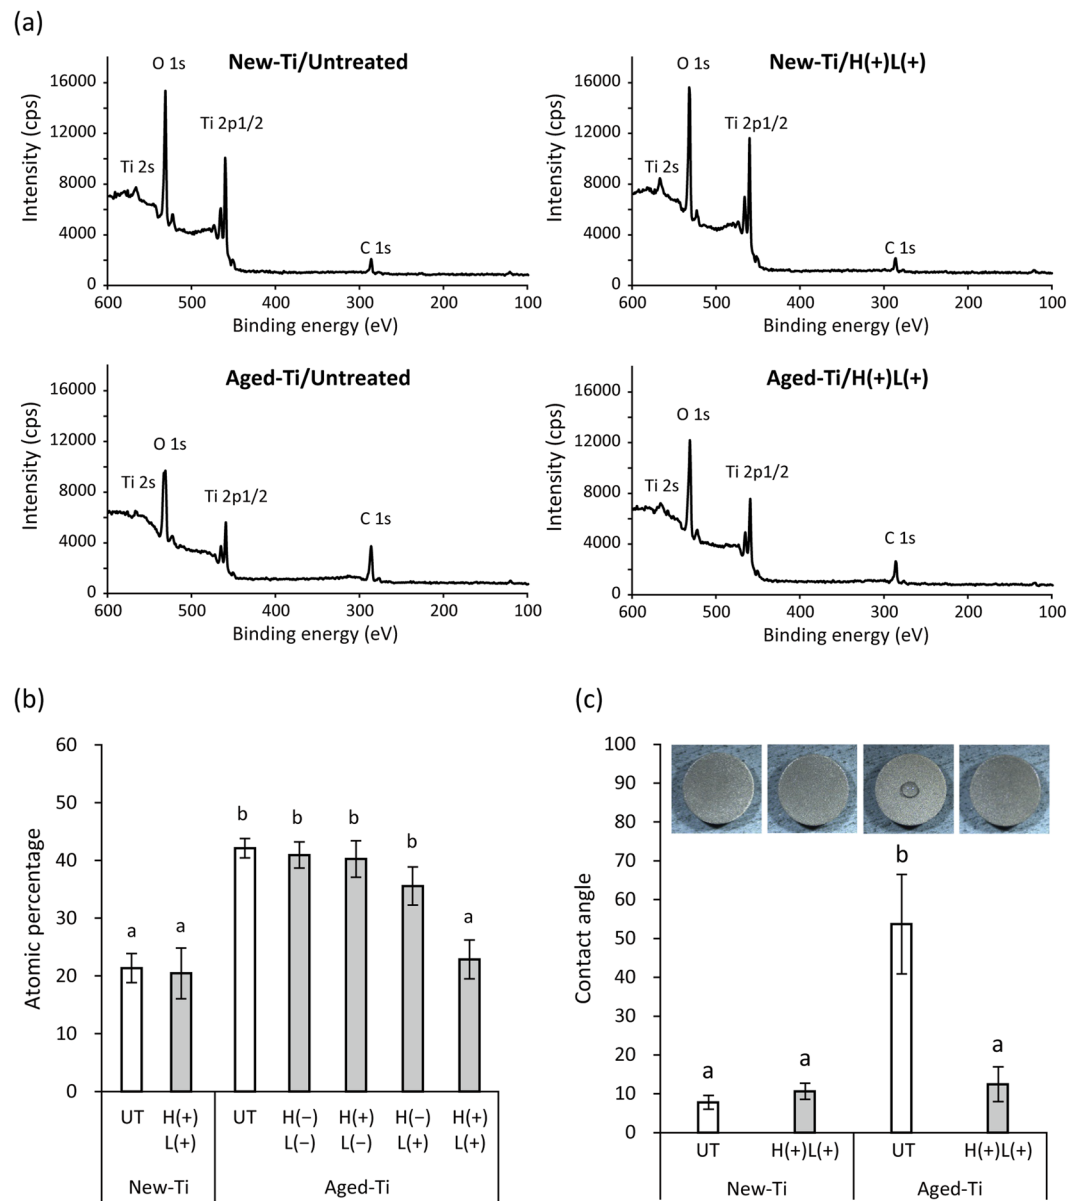 (a)
New-Ti/Untreated
O 1s
Ti 2p1/2
Ti 2s
C 1s
Intensity (cps)
16000
12000
8000
4000
0
600
500
400
300
200
100
Binding energy (eV)
New-Ti/H(+)L(+)
O 1s
Ti 2p1/2
Ti 2s
C 1s
Intensity (cps)
16000
12000
8000
4000
0
600
500
400
300
200
100
Binding energy (eV)
Aged-Ti/Untreated
O 1s
Ti 2s
Ti 2p1/2
C 1s
Intensity (cps)
16000
12000
8000
4000
0
600
500
400
300
200
100
Binding energy (eV)
Aged-Ti/H(+)L(+)
O 1s
Ti 2s
Ti 2p1/2
C 1s
Intensity (cps)
16000
12000
8000
4000
0
600
500
400
300
200
100
Binding energy (eV)
(b)
Atomic percentage
60
50
40
30
20
10
0
a
a
b
b
b
b
a
UT
H(+)
L(+)
UT
H(−)
L(−)
H(+)
L(−)
H(−)
L(+)
H(+)
L(+)
New-Ti
Aged-Ti
(c)
Contact angle
100
90
80
70
60
50
40
30
20
10
0
a
a
b
a
UT
H(+)L(+)
UT
H(+)L(+)
New-Ti
Aged-Ti